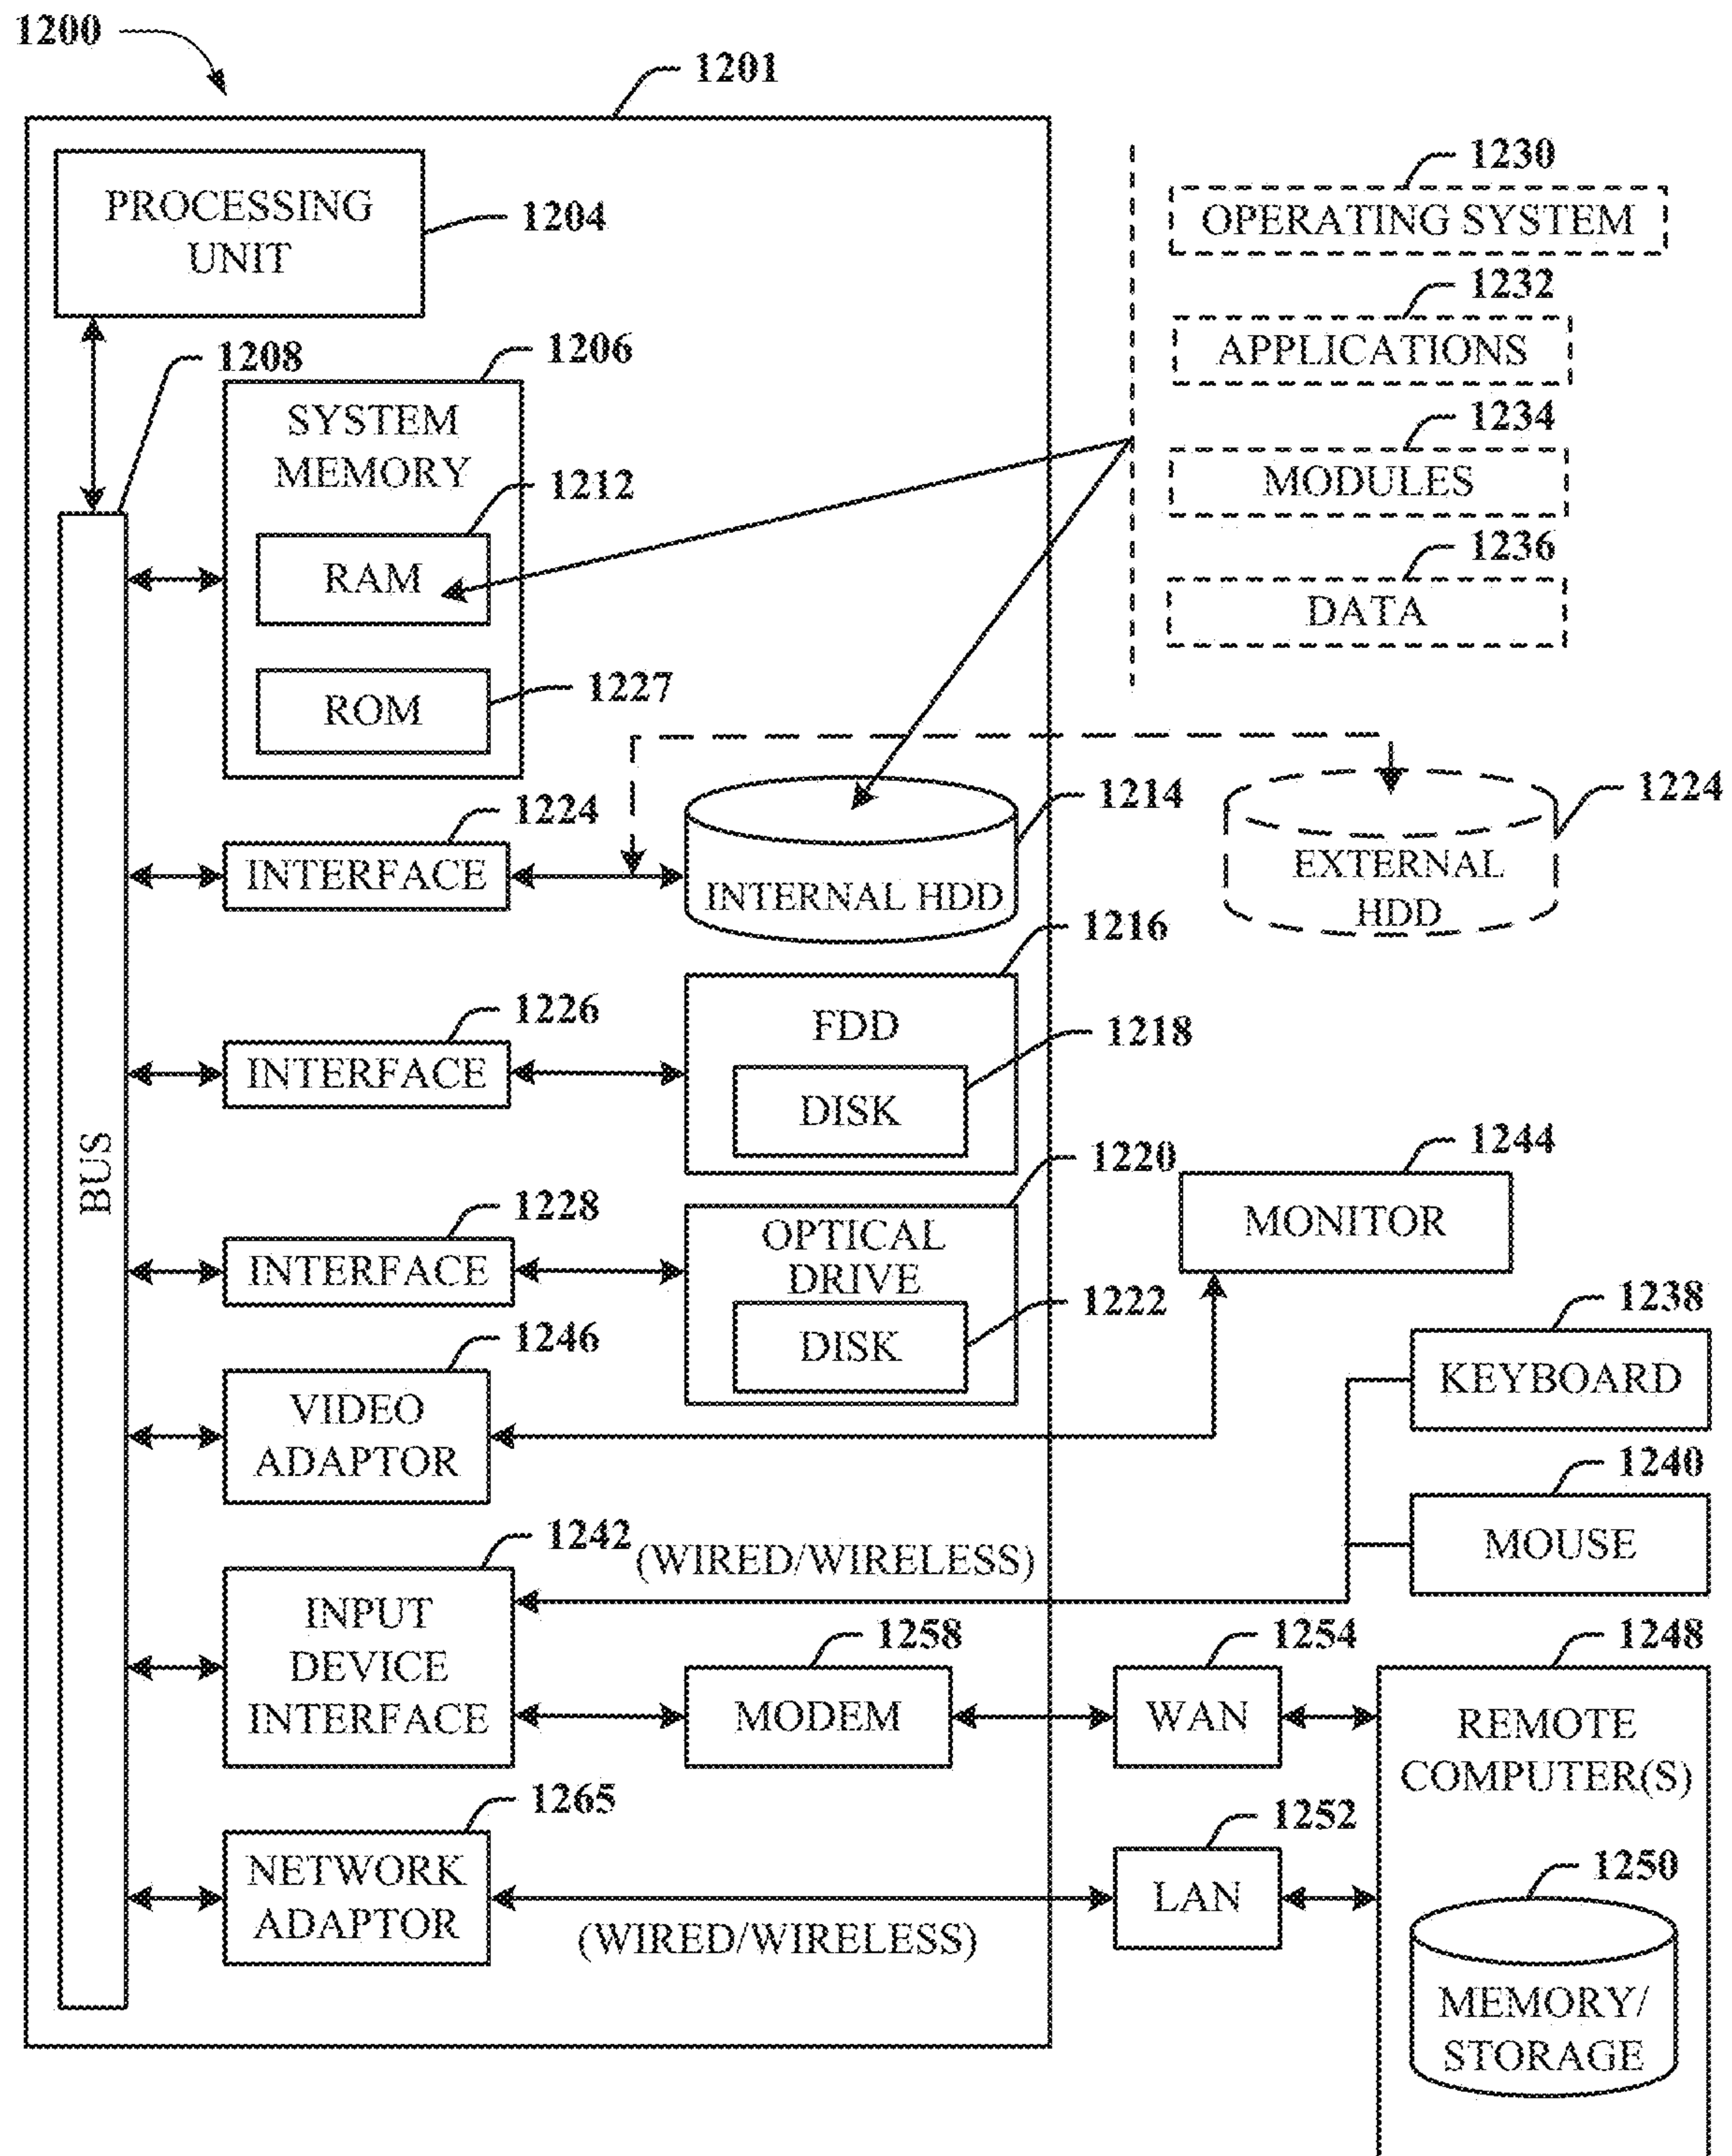 1200
1201
PROCESSING
UNIT
1204
1230
OPERATING SYSTEM
1232
APPLICATIONS
1234
MODULES
1236
DATA
1208
1206
SYSTEM
MEMORY
1212
RAM
1227
ROM
1224
INTERFACE
1214
INTERNAL HDD
1224
EXTERNAL
HDD
1216
FDD
1226
INTERFACE
1218
DISK
BUS
1220
OPTICAL
DRIVE
1228
INTERFACE
1222
DISK
1244
MONITOR
1246
VIDEO
ADAPTOR
1238
KEYBOARD
1240
MOUSE
1242
(WIRED/WIRELESS)
INPUT
DEVICE
INTERFACE
1258
MODEM
1254
WAN
1248
REMOTE
COMPUTER(S)
1265
NETWORK
ADAPTOR
(WIRED/WIRELESS)
1252
LAN
1250
MEMORY/
STORAGE